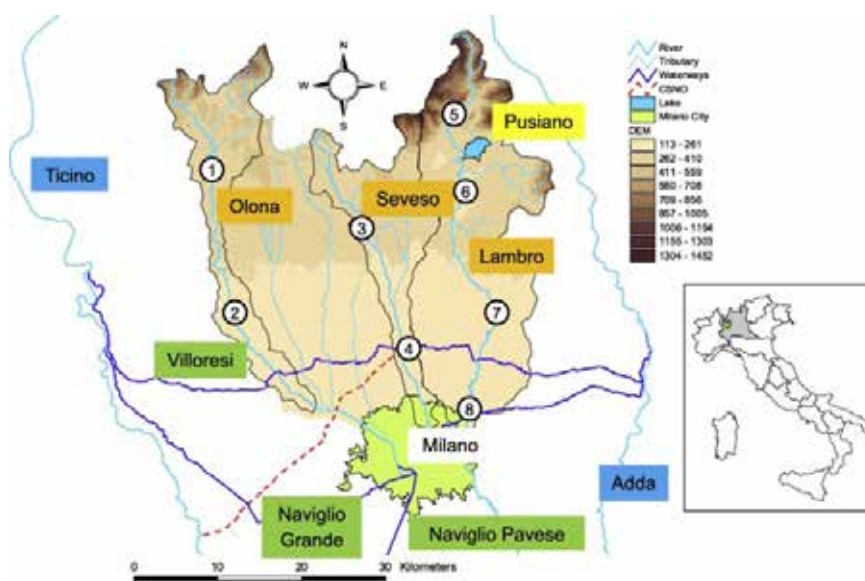 N
W E
S
River
Tributary
Waterways
CSNO
Lake
Milano City
DEM
113 - 261
262 - 410
411 - 559
560 - 708
709 - 856
857 - 1005
1006 - 1154
1155 - 1303
1304 - 1452
5
Pusiano
Ticino
1
6
Olona
Seveso
3
Lambro
2
7
Villoresi
4
8
Milano
Adda
Naviglio
Grande
Naviglio Pavese
0 10 20 30 Kilometers